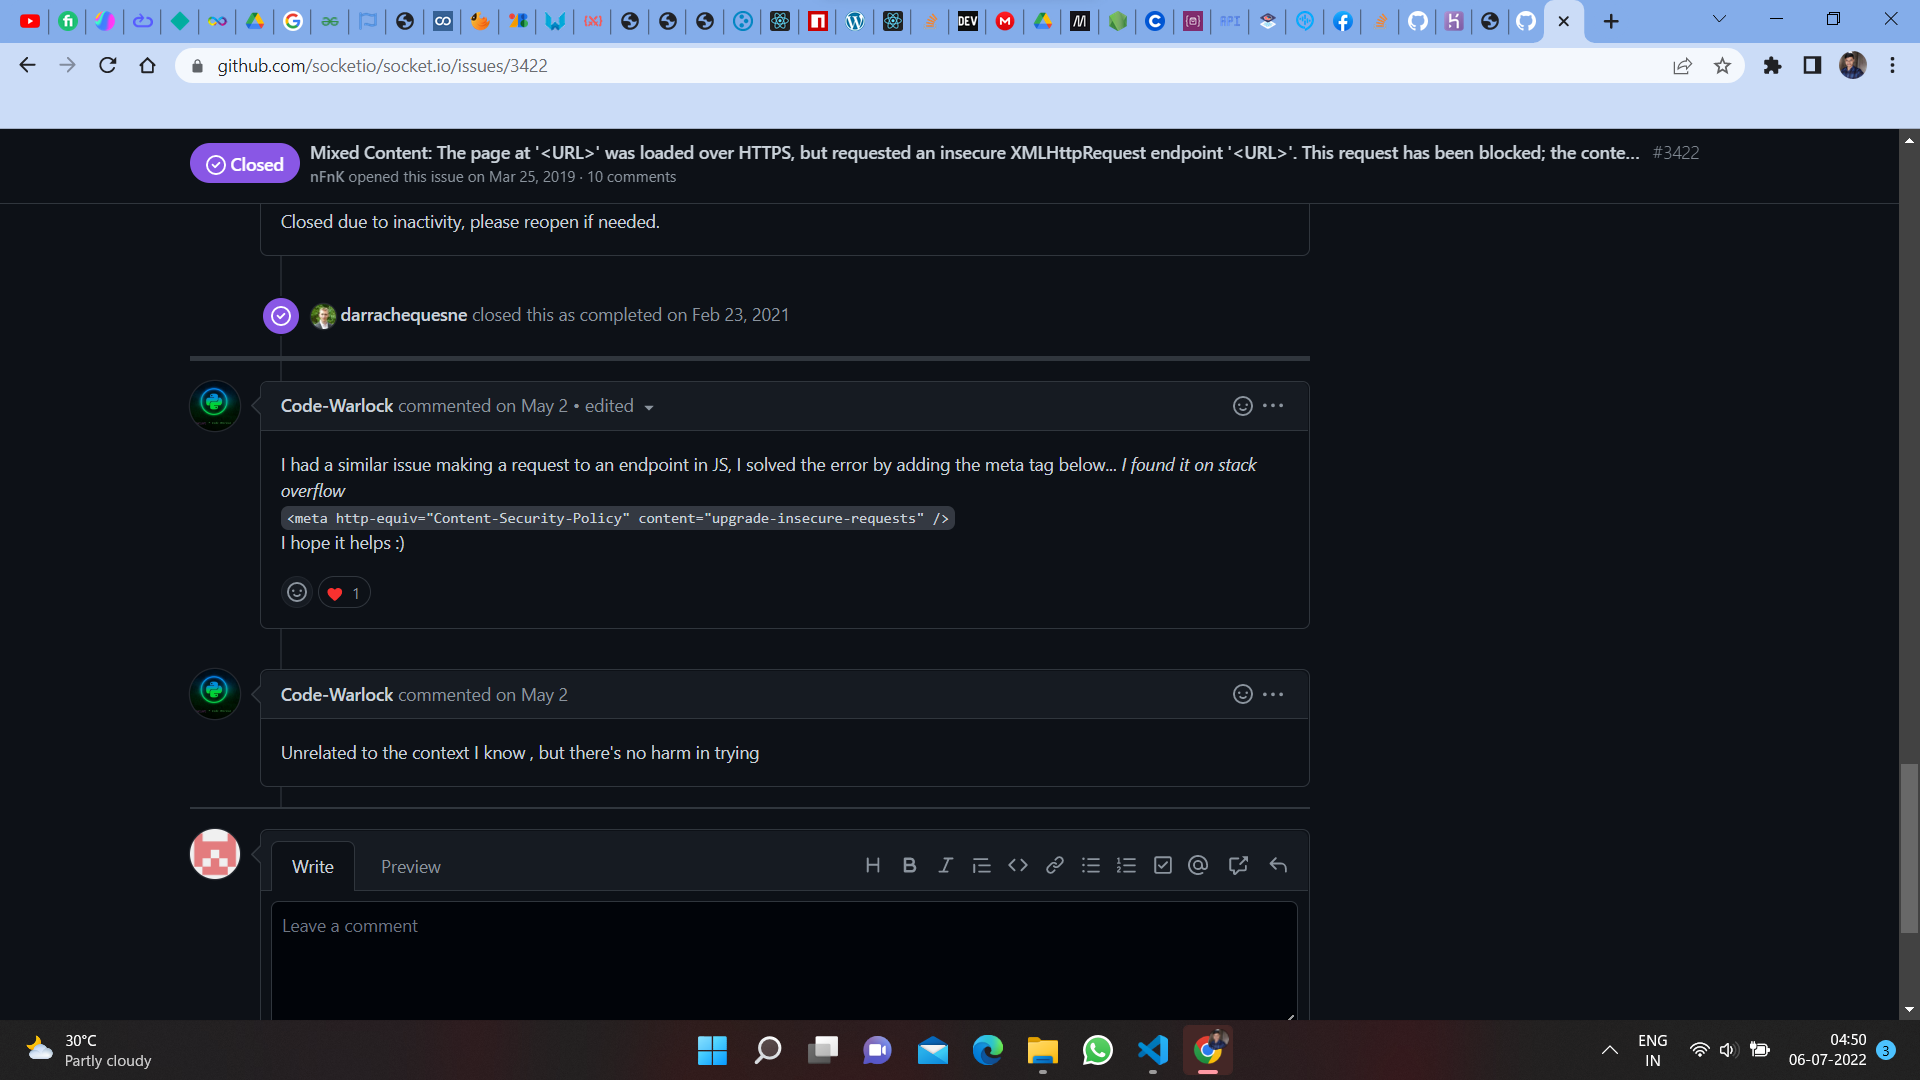 github.com/socketio/socket.io/issues/3422
Closed
Mixed Content: The page at '<URL>' was loaded over HTTPS, but requested an insecure XMLHttpRequest endpoint '<URL>'. This request has been blocked; the conte... #3422
nFnK opened this issue on Mar 25, 2019 · 10 comments
Closed due to inactivity, please reopen if needed.
darrachequesne closed this as completed on Feb 23, 2021
Code-Warlock commented on May 2 • edited
I had a similar issue making a request to an endpoint in JS, I solved the error by adding the meta tag below... I found it on stack
overflow
<meta http-equiv="Content-Security-Policy" content="upgrade-insecure-requests" />
I hope it helps :)
1
Code-Warlock commented on May 2
Unrelated to the context I know , but there's no harm in trying
Write Preview
Leave a comment
30°C
Partly cloudy
ENG
IN
04:50
06-07-2022
3